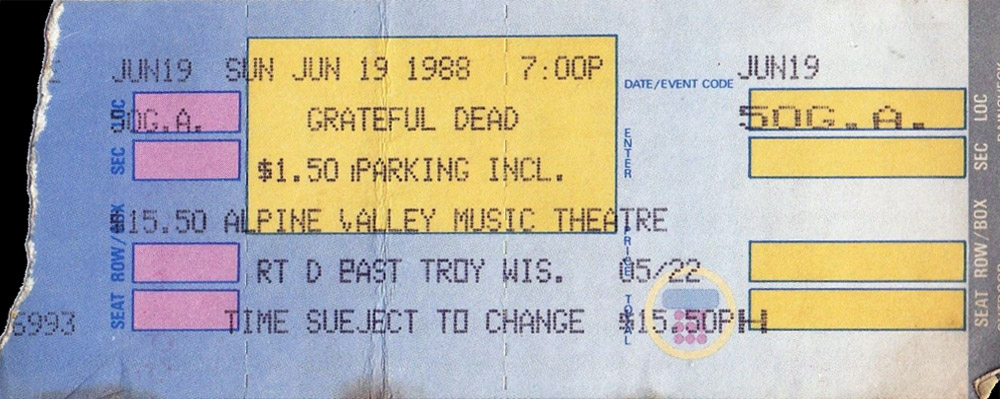 JUN19 SUN JUN 19 1988 7:00P DATE/EVENT CODE JUN19
LOC 50G.A. GRATEFUL DEAD 50G.A. LOC
SEC $1.50 PARKING INCL. ENTER SEC
$15.50 ALPINE VALLEY MUSIC THEATRE
ROW/BOX RT D EAST TROY WIS. PRICE 05/22 ROW/BOX
6993 SEAT TIME SUEJECT TO CHANGE TOTAL $15.50PH SEAT